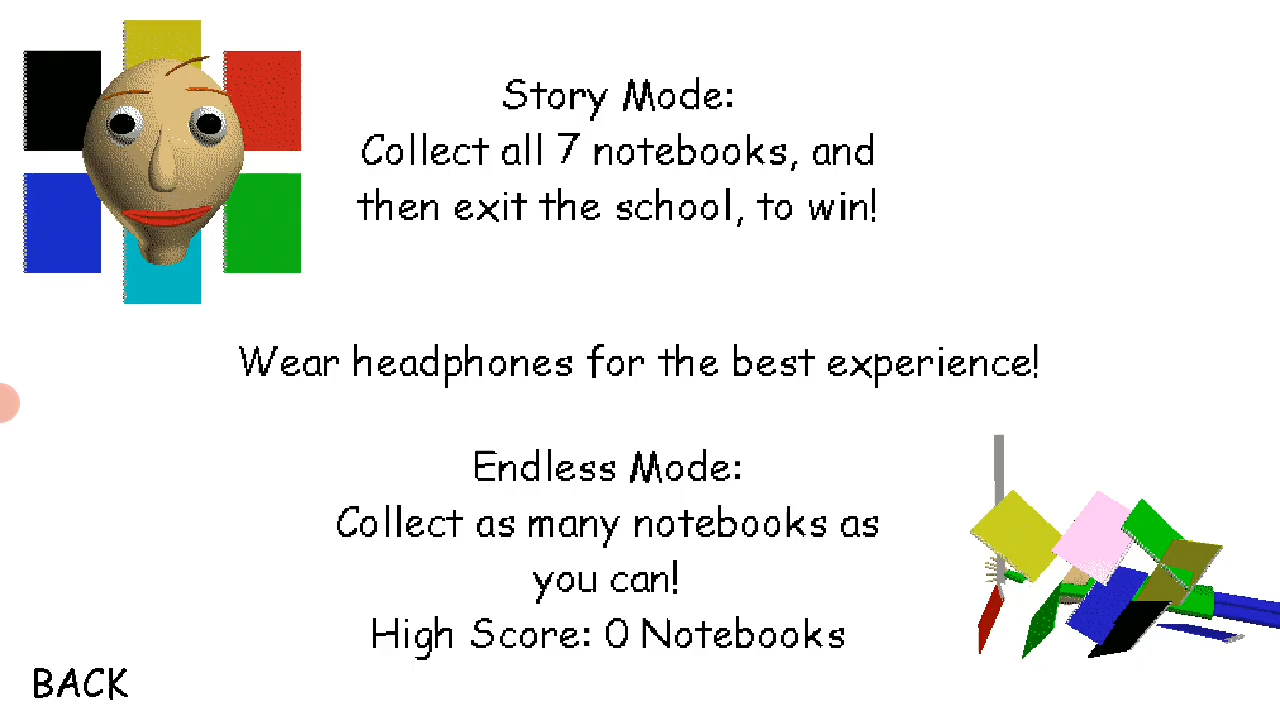 Story Mode:
Collect all 7 notebooks, and
then exit the school, to win!
Wear headphones for the best experience!
Endless Mode:
Collect as many notebooks as
you can!
High Score: 0 Notebooks
BACK